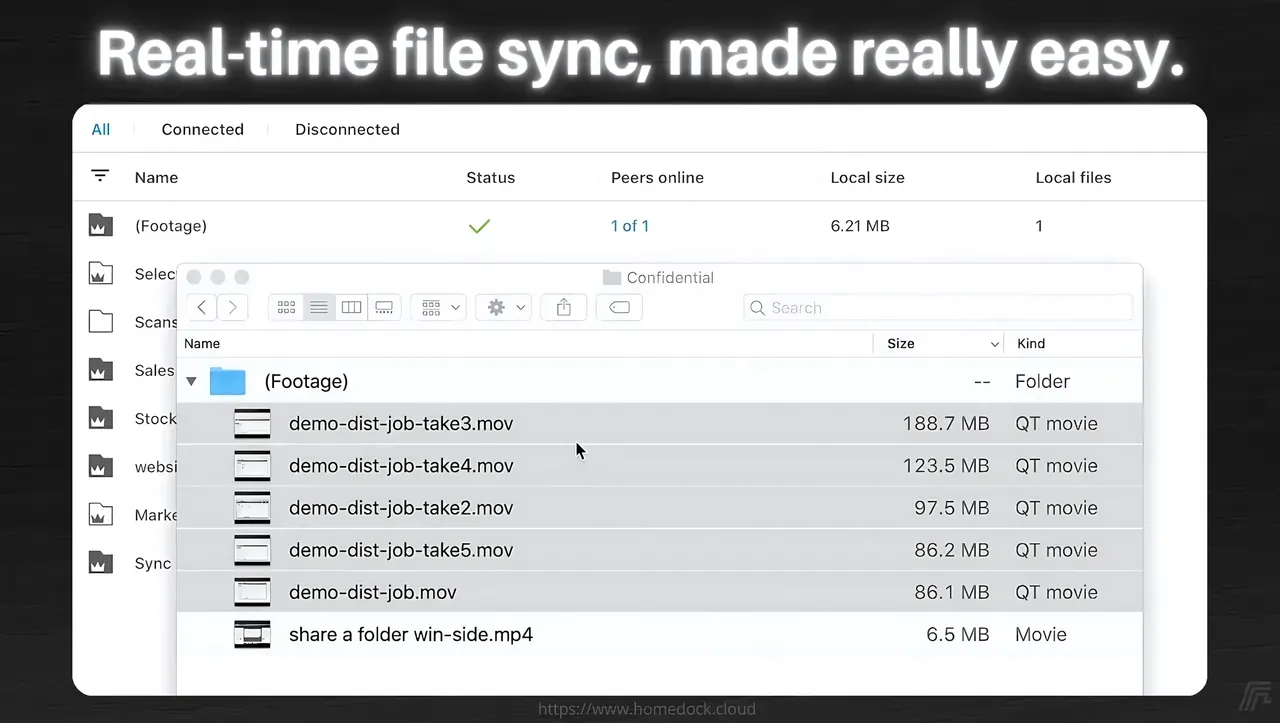 Real-time file sync, made really easy.
All Connected Disconnected
Name Status Peers online Local size Local files
(Footage) 1 of 1 6.21 MB 1
Selec
Confidential
Scans
Search
Name Size Kind
Sales
(Footage) -- Folder
Stock
demo-dist-job-take3.mov 188.7 MB QT movie
websi
demo-dist-job-take4.mov 123.5 MB QT movie
Marke
demo-dist-job-take2.mov 97.5 MB QT movie
Sync
demo-dist-job-take5.mov 86.2 MB QT movie
demo-dist-job.mov 86.1 MB QT movie
share a folder win-side.mp4 6.5 MB Movie
https://www.homedock.cloud